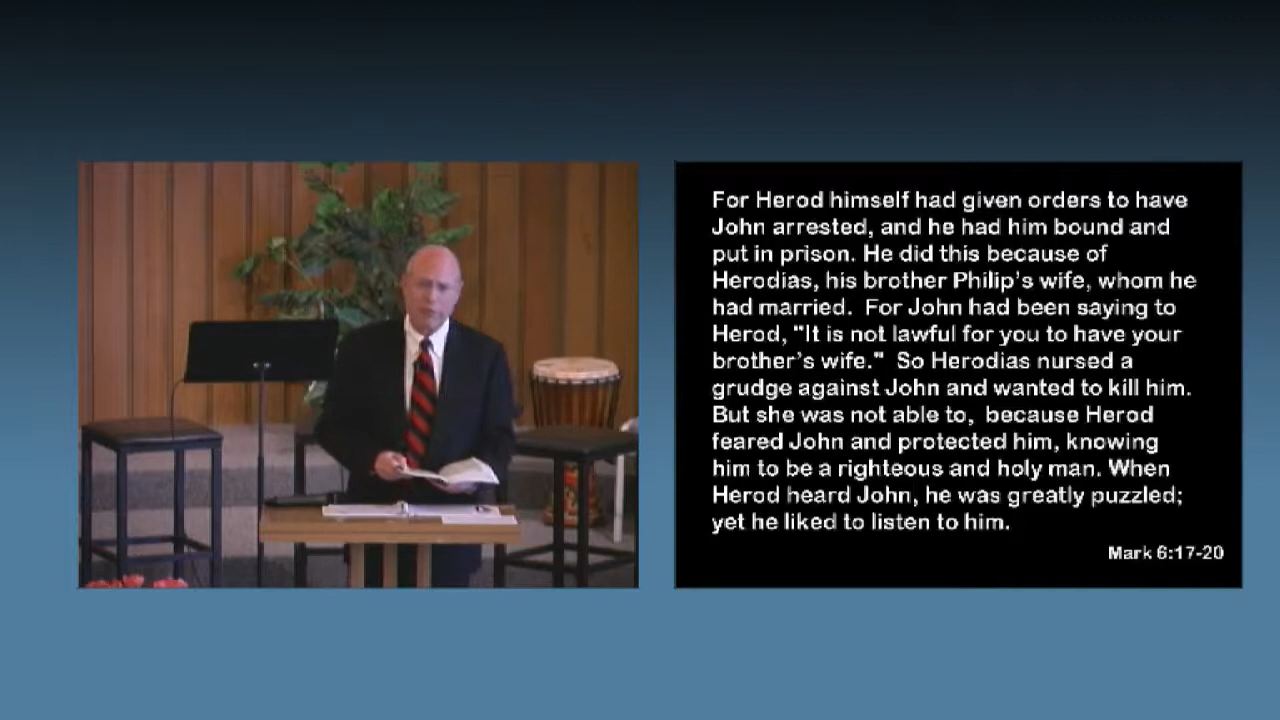 For Herod himself had given orders to have
John arrested, and he had him bound and
put in prison. He did this because of
Herodias, his brother Philip's wife, whom he
had married.  For John had been saying to
Herod, "It is not lawful for you to have your
brother's wife."  So Herodias nursed a
grudge against John and wanted to kill him.
But she was not able to,  because Herod
feared John and protected him, knowing
him to be a righteous and holy man. When
Herod heard John, he was greatly puzzled;
yet he liked to listen to him.
Mark 6:17-20